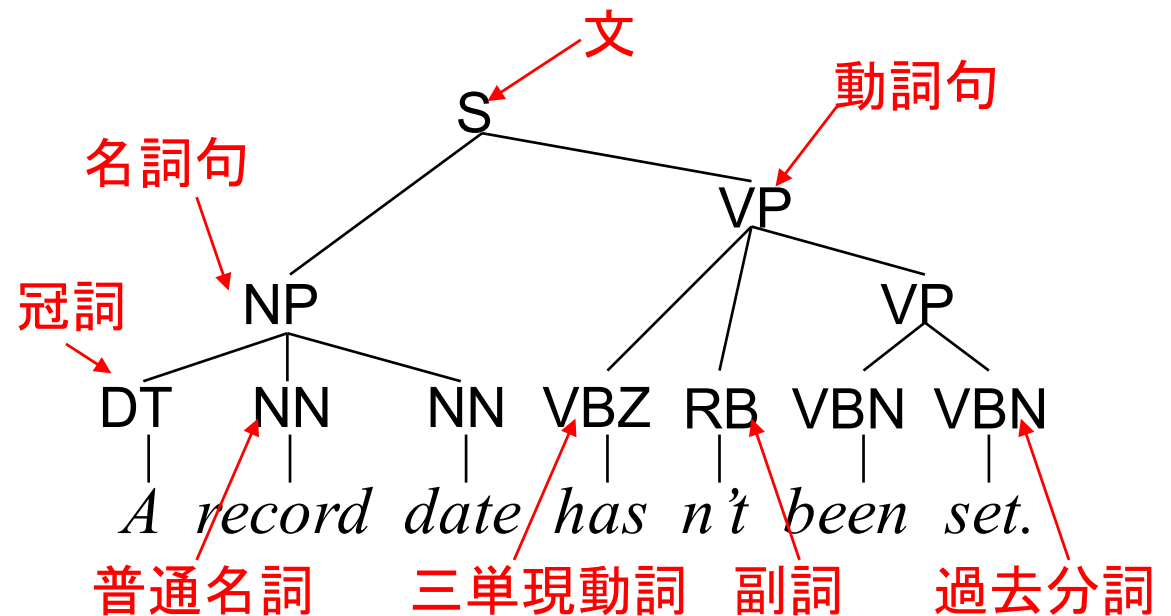 文
S
動詞句
名詞句
VP
冠詞
NP
VP
DT NN NN VBZ RB VBN VBN
A record date has n’t been set.
普通名詞 三単現動詞 副詞 過去分詞